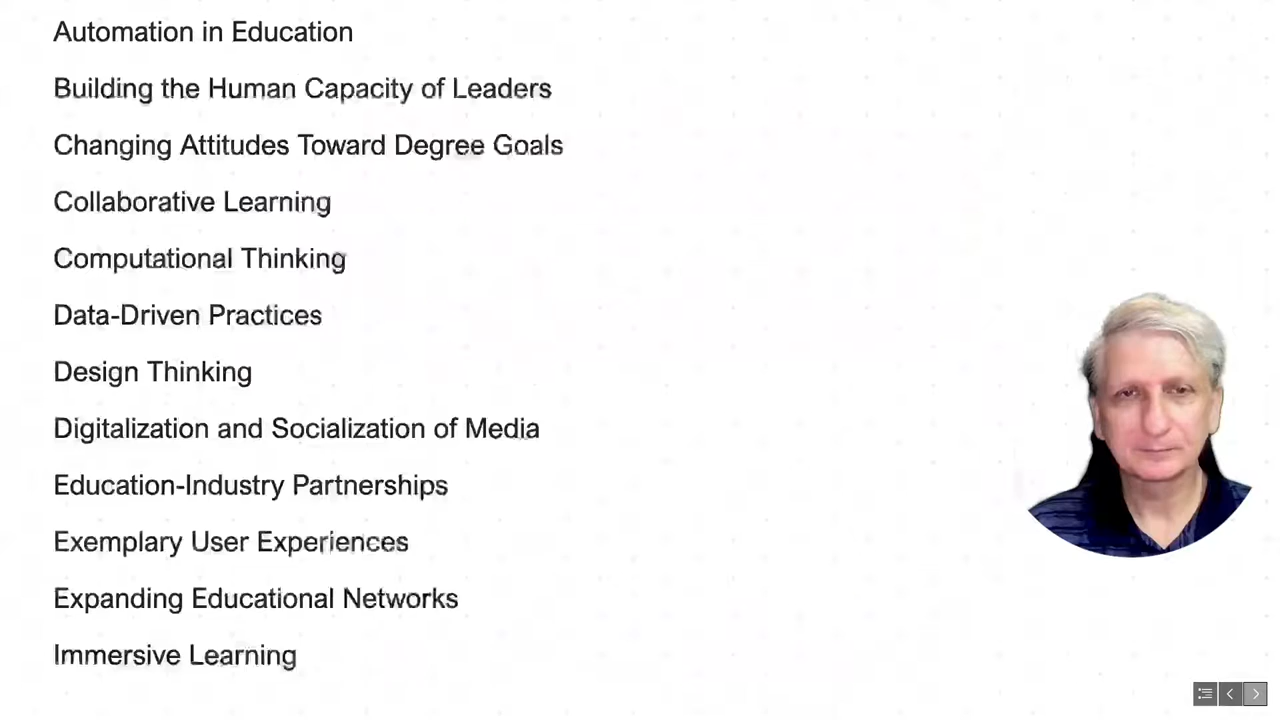 Automation in Education
Building the Human Capacity of Leaders
Changing Attitudes Toward Degree Goals
Collaborative Learning
Computational Thinking
Data-Driven Practices
Design Thinking
Digitalization and Socialization of Media
Education-Industry Partnerships
Exemplary User Experiences
Expanding Educational Networks
Immersive Learning